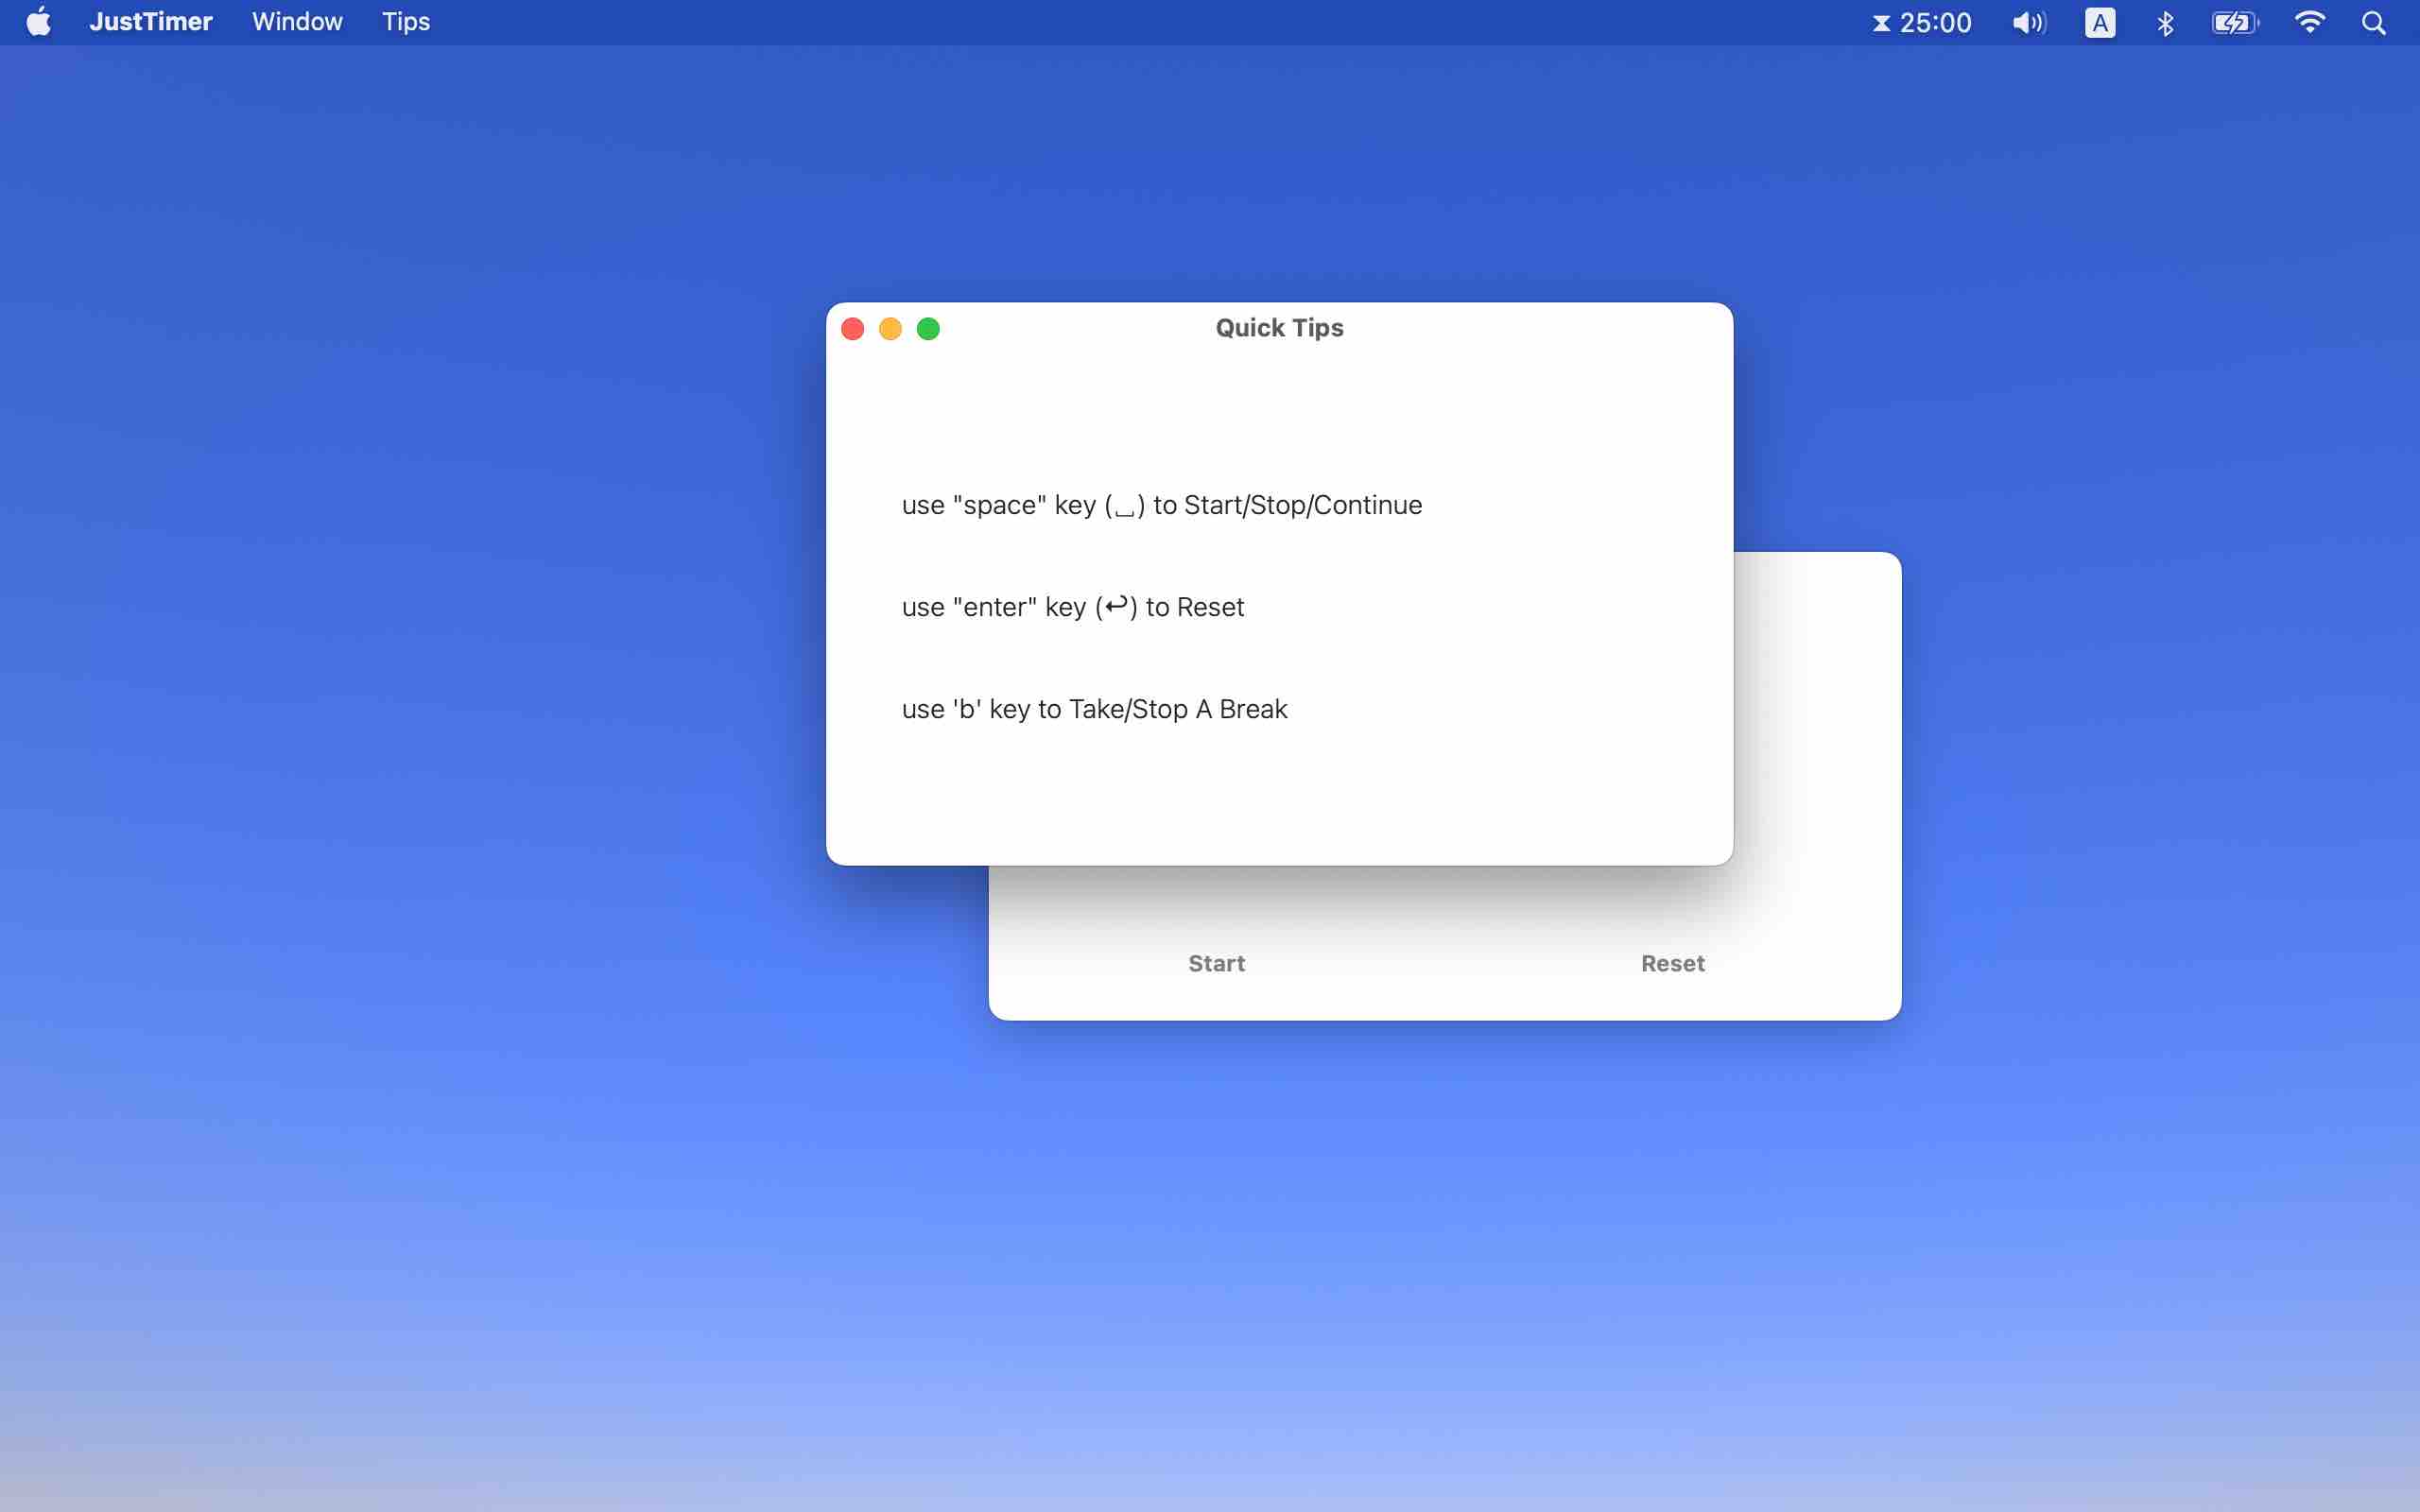 JustTimer Window Tips 25:00 A
Quick Tips
use "space" key (⎵) to Start/Stop/Continue
use "enter" key (↩) to Reset
use 'b' key to Take/Stop A Break
Start Reset